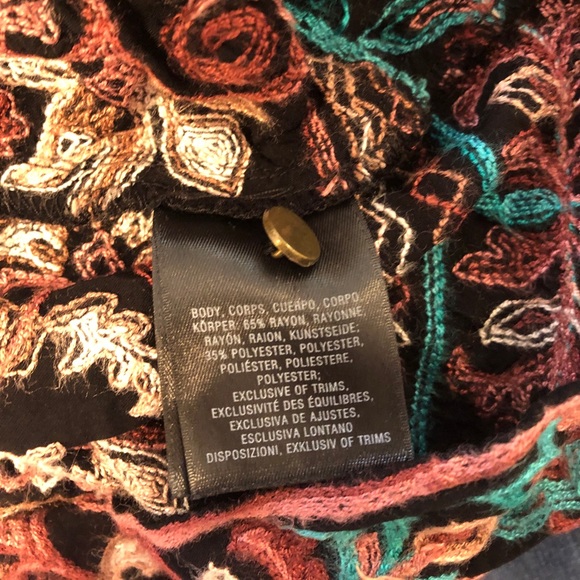 BODY, CORPS, CUERPO, CORPO,
KÖRPER: 65% RAYON, RAYONNE,
RAYÓN, RAION, KUNSTSEIDE;
35% POLYESTER, POLYESTER,
POLIÉSTER, POLIESTERE,
POLYESTER;
EXCLUSIVE OF TRIMS,
EXCLUSIVITÉ DES ÉQUILIBRES,
EXCLUSIVA DE AJUSTES,
ESCLUSIVA LONTANO
DISPOSIZIONI, EXKLUSIV OF TRIMS